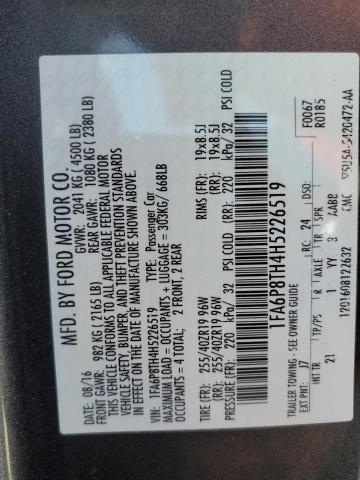 MFD. BY FORD MOTOR CO.
DATE: 08/16 GVWR: 2041 KG ( 4500 LB)
FRONT GAWR: 982 KG ( 2165 LB) REAR GAWR: 1080 KG ( 2380 LB)
THIS VEHICLE CONFORMS TO ALL APPLICABLE FEDERAL MOTOR
VEHICLE SAFETY, BUMPER, AND THEFT PREVENTION STANDARDS
IN EFFECT ON THE DATE OF MANUFACTURE SHOWN ABOVE.
VIN: 1FA6P8TH4H5226519 TYPE: Passenger Car
MAXIMUM LOAD = OCCUPANTS + LUGGAGE = 303KG/ 668LB
OCCUPANTS = 4 TOTAL: 2 FRONT, 2 REAR
TIRE (FR): 255/40ZR19 96W RIMS (FR): 19x8.5J
TIRE (RR): 255/40ZR19 96W RIMS (RR): 19x8.5J
PRESSURE (FR): 220 kPa/ 32 PSI COLD (RR): 220 kPa/ 32 PSI COLD
1FA6P8TH4H5226519
F0067
R0185
TRAILER TOWING - SEE OWNER GUIDE
EXT PNT: J7 RC: 24 DSO:
INT TR TP/PS R AXLE TR SPR
21 1 YY 3 AABB
CMC